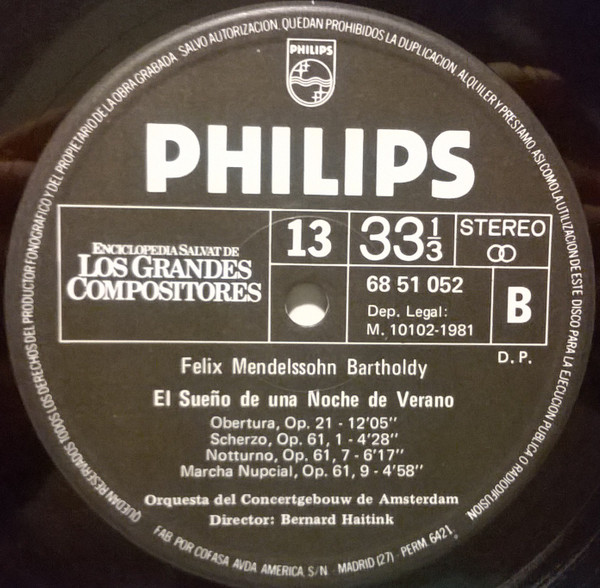 QUEDAN RESERVADOS TODOS LOS DERECHOS DEL PRODUCTOR FONOGRAFICO Y DEL PROPIETARIO DE LA OBRA GRABADA. SALVO AUTORIZACION, QUEDAN PROHIBIDOS LA DUPLICACION, ALQUILER Y PRESTAMO, ASI COMO LA UTILIZACION DE ESTE DISCO PARA LA EJECUCION PUBLICA O RADIODIFUSION.
PHILIPS
PHILIPS
ENCICLOPEDIA SALVAT DE
LOS GRANDES
COMPOSITORES
13
33 1/3
STEREO
68 51 052
Dep. Legal:
M. 10102-1981
B
D.P.
Felix Mendelssohn Bartholdy
El Sueño de una Noche de Verano
Obertura, Op. 21 - 12'05''
Scherzo, Op. 61, 1 - 4'28''
Notturno, Op. 61, 7 - 6'17''
Marcha Nupcial, Op. 61, 9 - 4'58''
Orquesta del Concertgebouw de Amsterdam
Director: Bernard Haitink
FAB. POR COFASA AVDA. AMERICA, S/N - MADRID (27) - PERM. 6421.